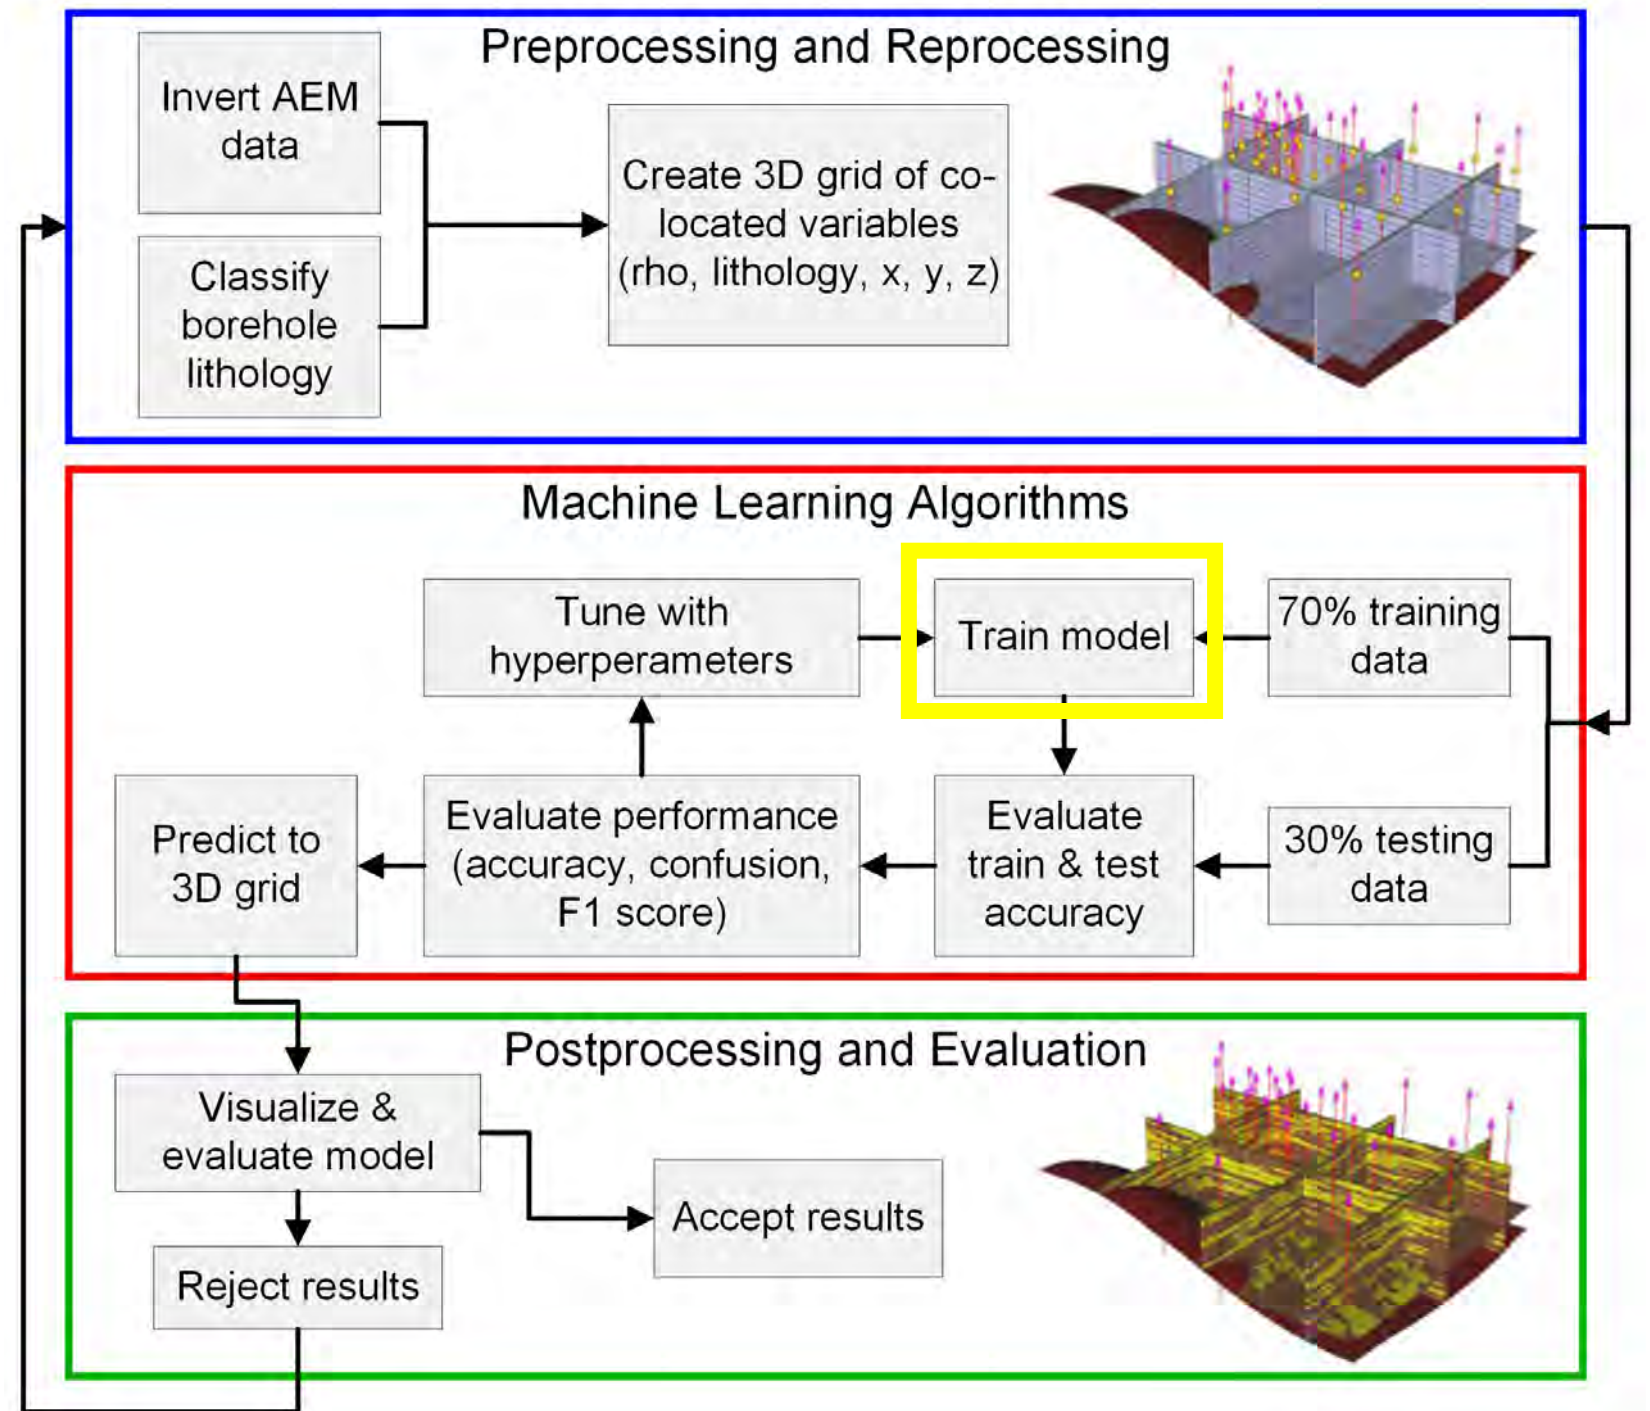 Preprocessing and Reprocessing
Invert AEM
data
Classify
borehole
lithology
Create 3D grid of co-
located variables
(rho, lithology, x, y, z)
Machine Learning Algorithms
Tune with
hyperperameters
Train model
70% training
data
Predict to
3D grid
Evaluate performance
(accuracy, confusion,
F1 score)
Evaluate
train & test
accuracy
30% testing
data
Postprocessing and Evaluation
Visualize &
evaluate model
Accept results
Reject results